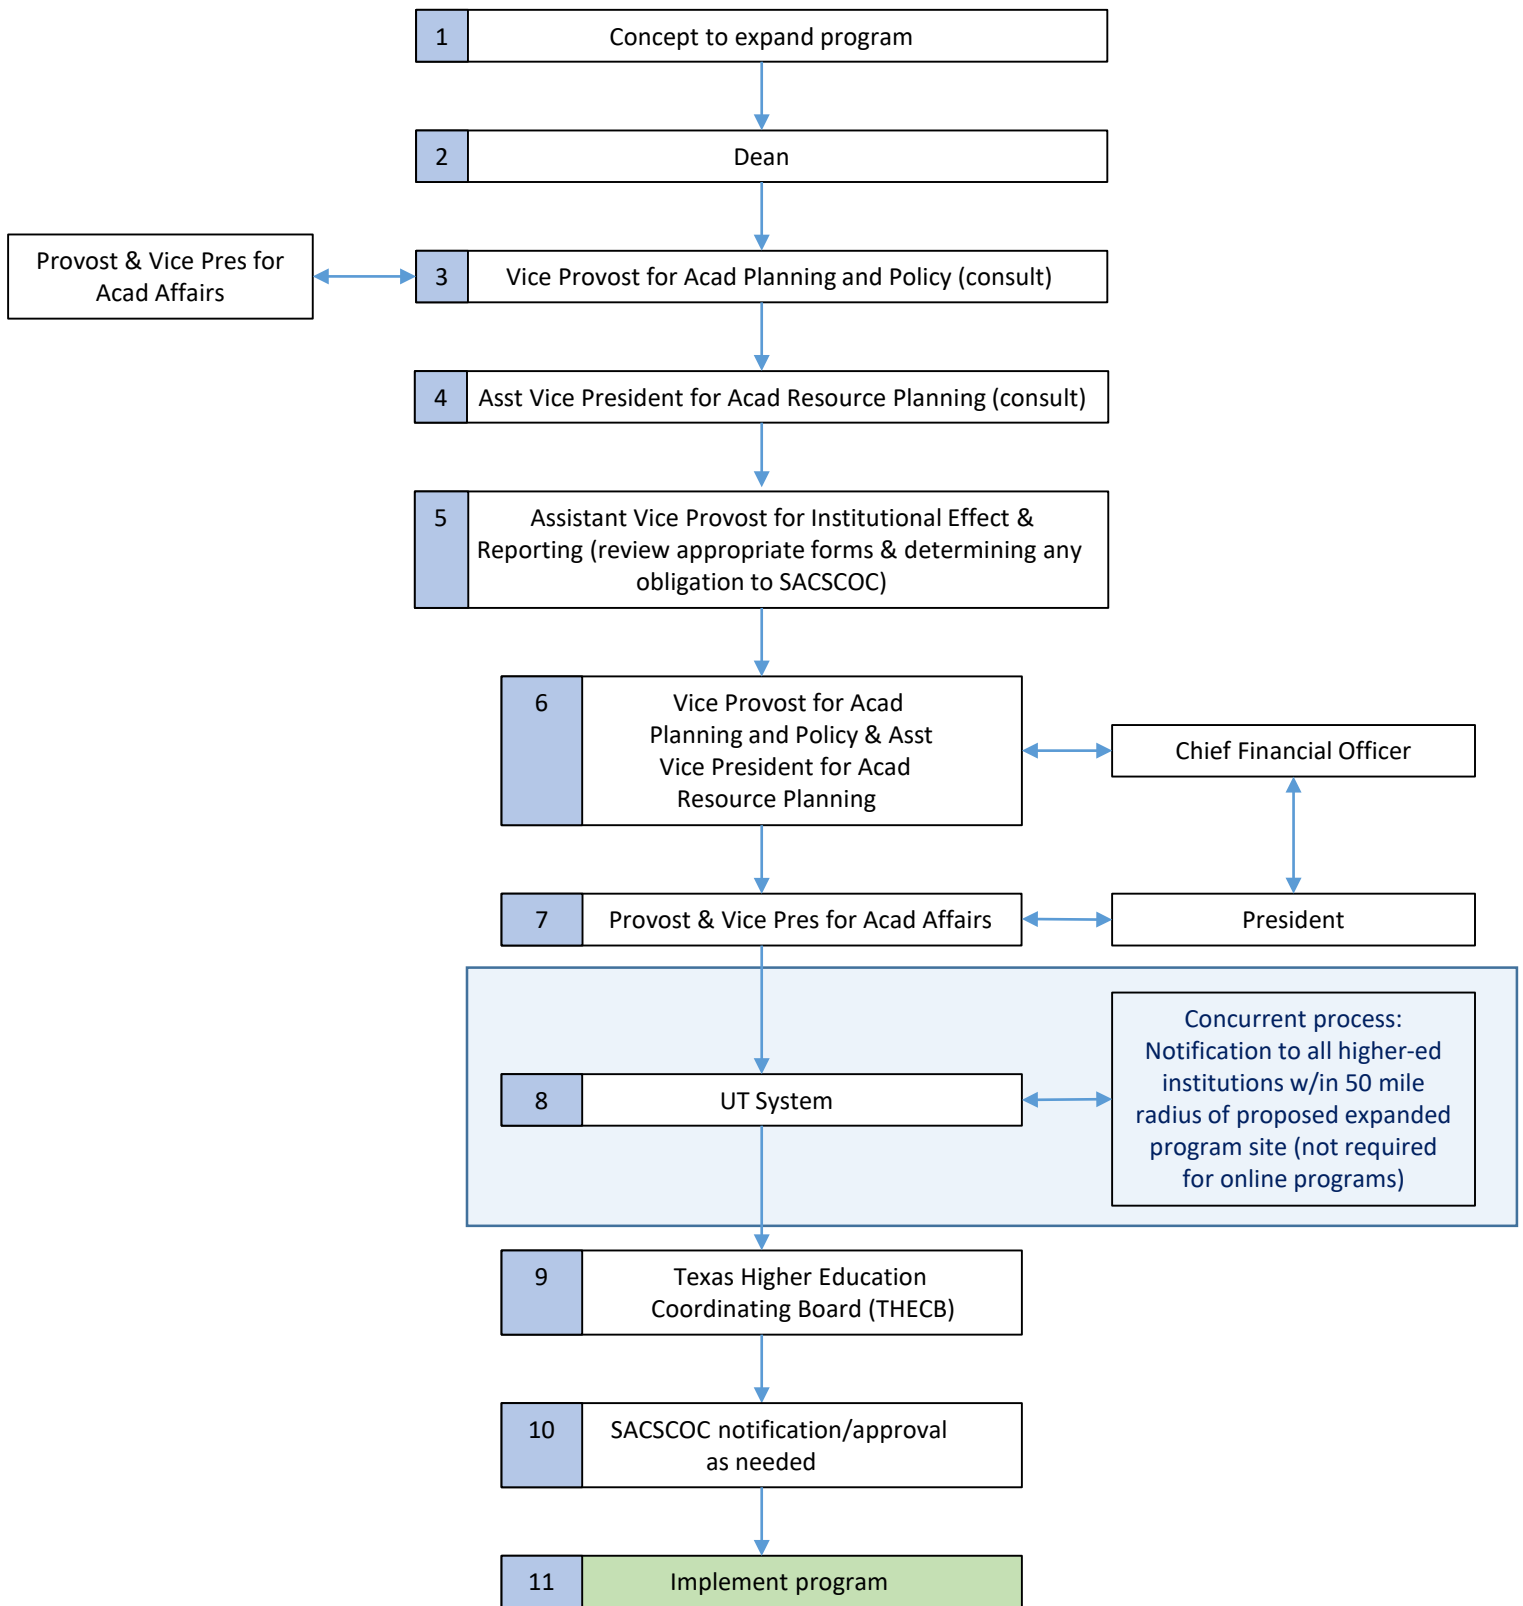 1
Concept to expand program
2
Dean
Provost & Vice Pres for
Acad Affairs
3
Vice Provost for Acad Planning and Policy (consult)
4
Asst Vice President for Acad Resource Planning (consult)
5
Assistant Vice Provost for Institutional Effect &
Reporting (review appropriate forms & determining any
obligation to SACSCOC)
6
Vice Provost for Acad
Planning and Policy & Asst
Vice President for Acad
Resource Planning
Chief Financial Officer
7
Provost & Vice Pres for Acad Affairs
President
8
UT System
Concurrent process:
Notification to all higher-ed
institutions w/in 50 mile
radius of proposed expanded
program site (not required
for online programs)
9
Texas Higher Education
Coordinating Board (THECB)
10
SACSCOC notification/approval
as needed
11
Implement program